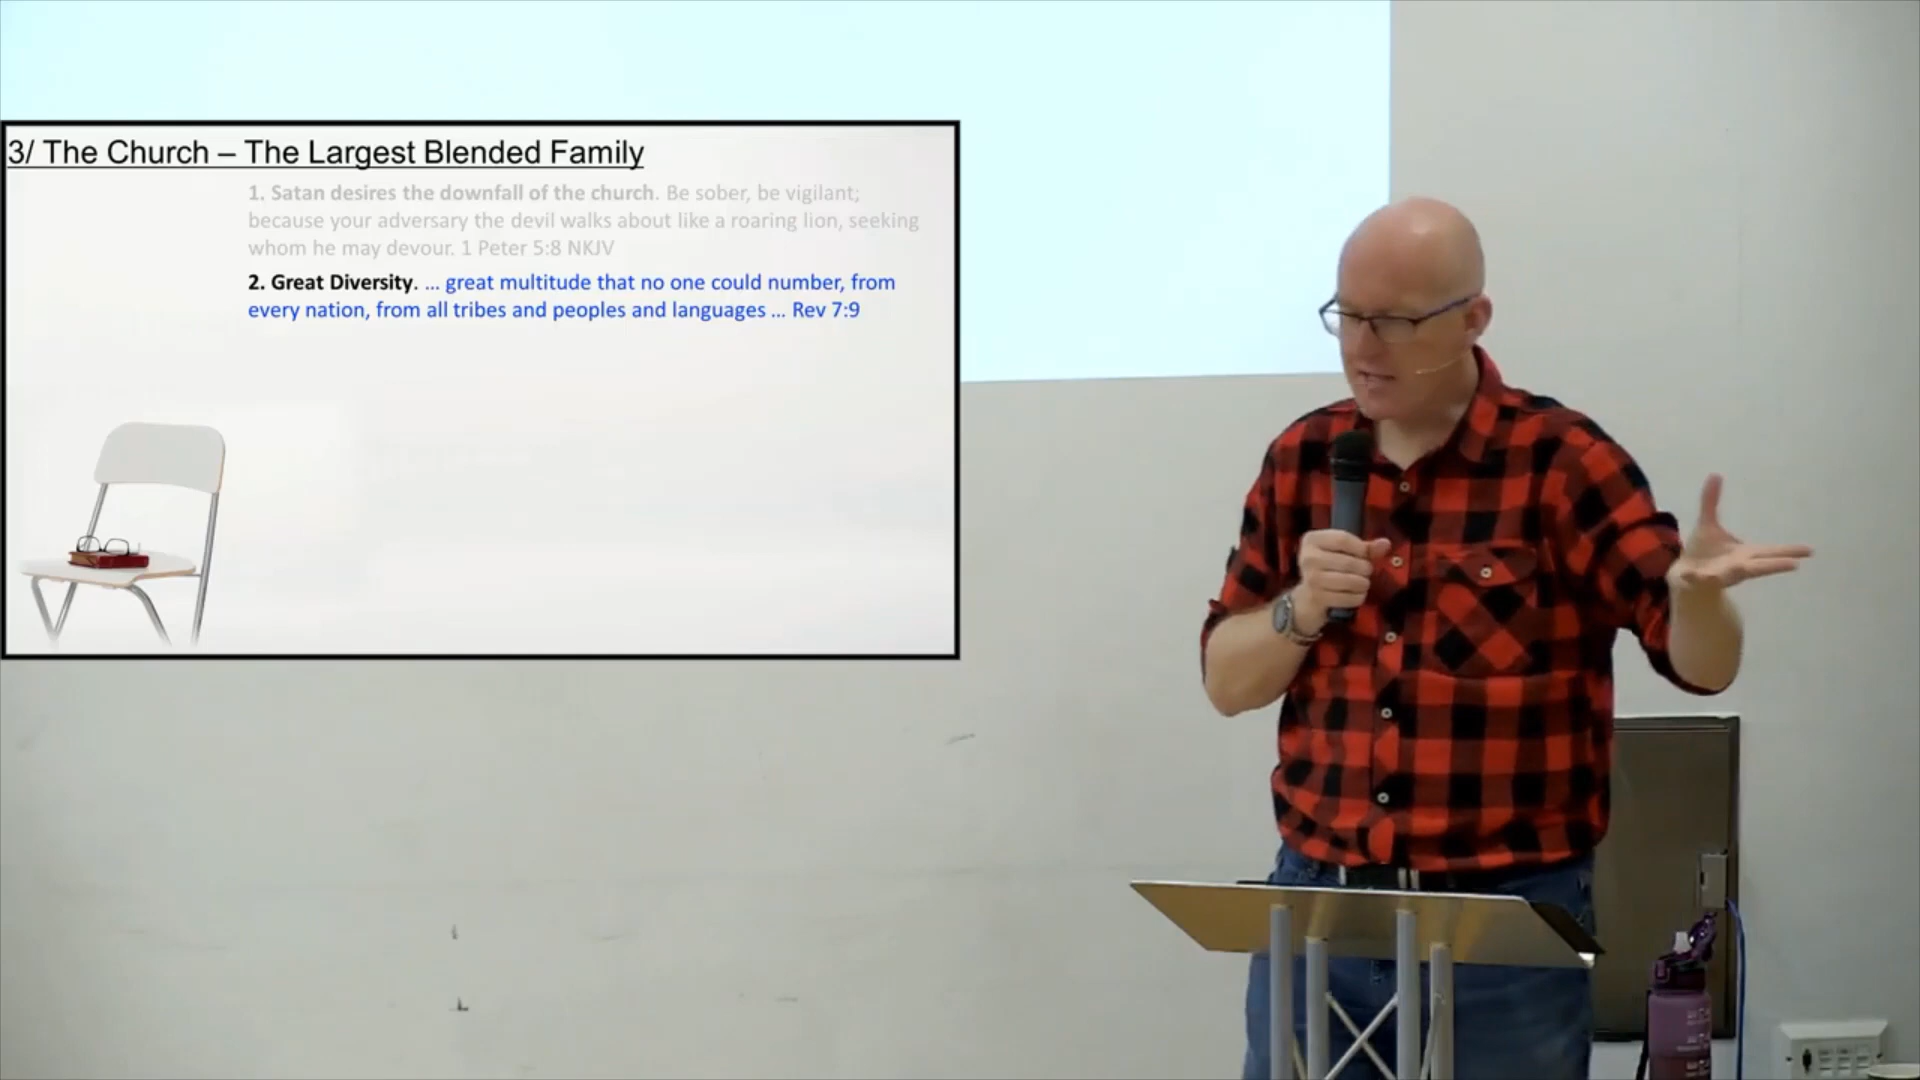 3/ The Church – The Largest Blended Family
1. Satan desires the downfall of the church. Be sober, be vigilant;
because your adversary the devil walks about like a roaring lion, seeking
whom he may devour. 1 Peter 5:8 NKJV
2. Great Diversity. ... great multitude that no one could number, from
every nation, from all tribes and peoples and languages ... Rev 7:9